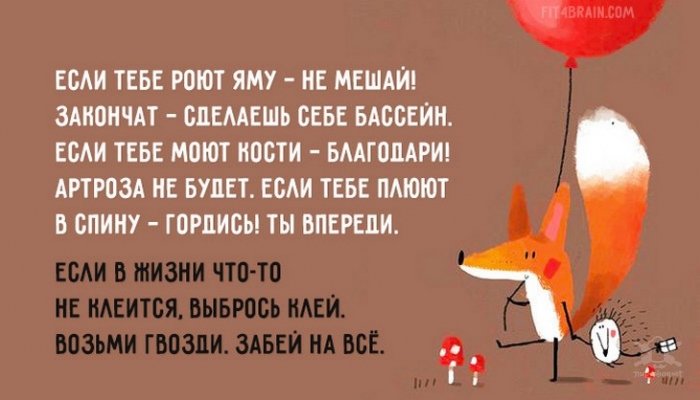 FIT4BRAIN.COM
ЕСЛИ ТЕБЕ РОЮТ ЯМУ – НЕ МЕШАЙ!
ЗАКОНЧАТ – СДЕЛАЕШЬ СЕБЕ БАССЕЙН.
ЕСЛИ ТЕБЕ МОЮТ КОСТИ – БЛАГОДАРИ!
АРТРОЗА НЕ БУДЕТ. ЕСЛИ ТЕБЕ ПЛЮЮТ
В СПИНУ – ГОРДИСЬ! ТЫ ВПЕРЕДИ.
ЕСЛИ В ЖИЗНИ ЧТО-ТО
НЕ КЛЕИТСЯ, ВЫБРОСЬ КЛЕЙ.
ВОЗЬМИ ГВОЗДИ. ЗАБЕЙ НА ВСЁ.